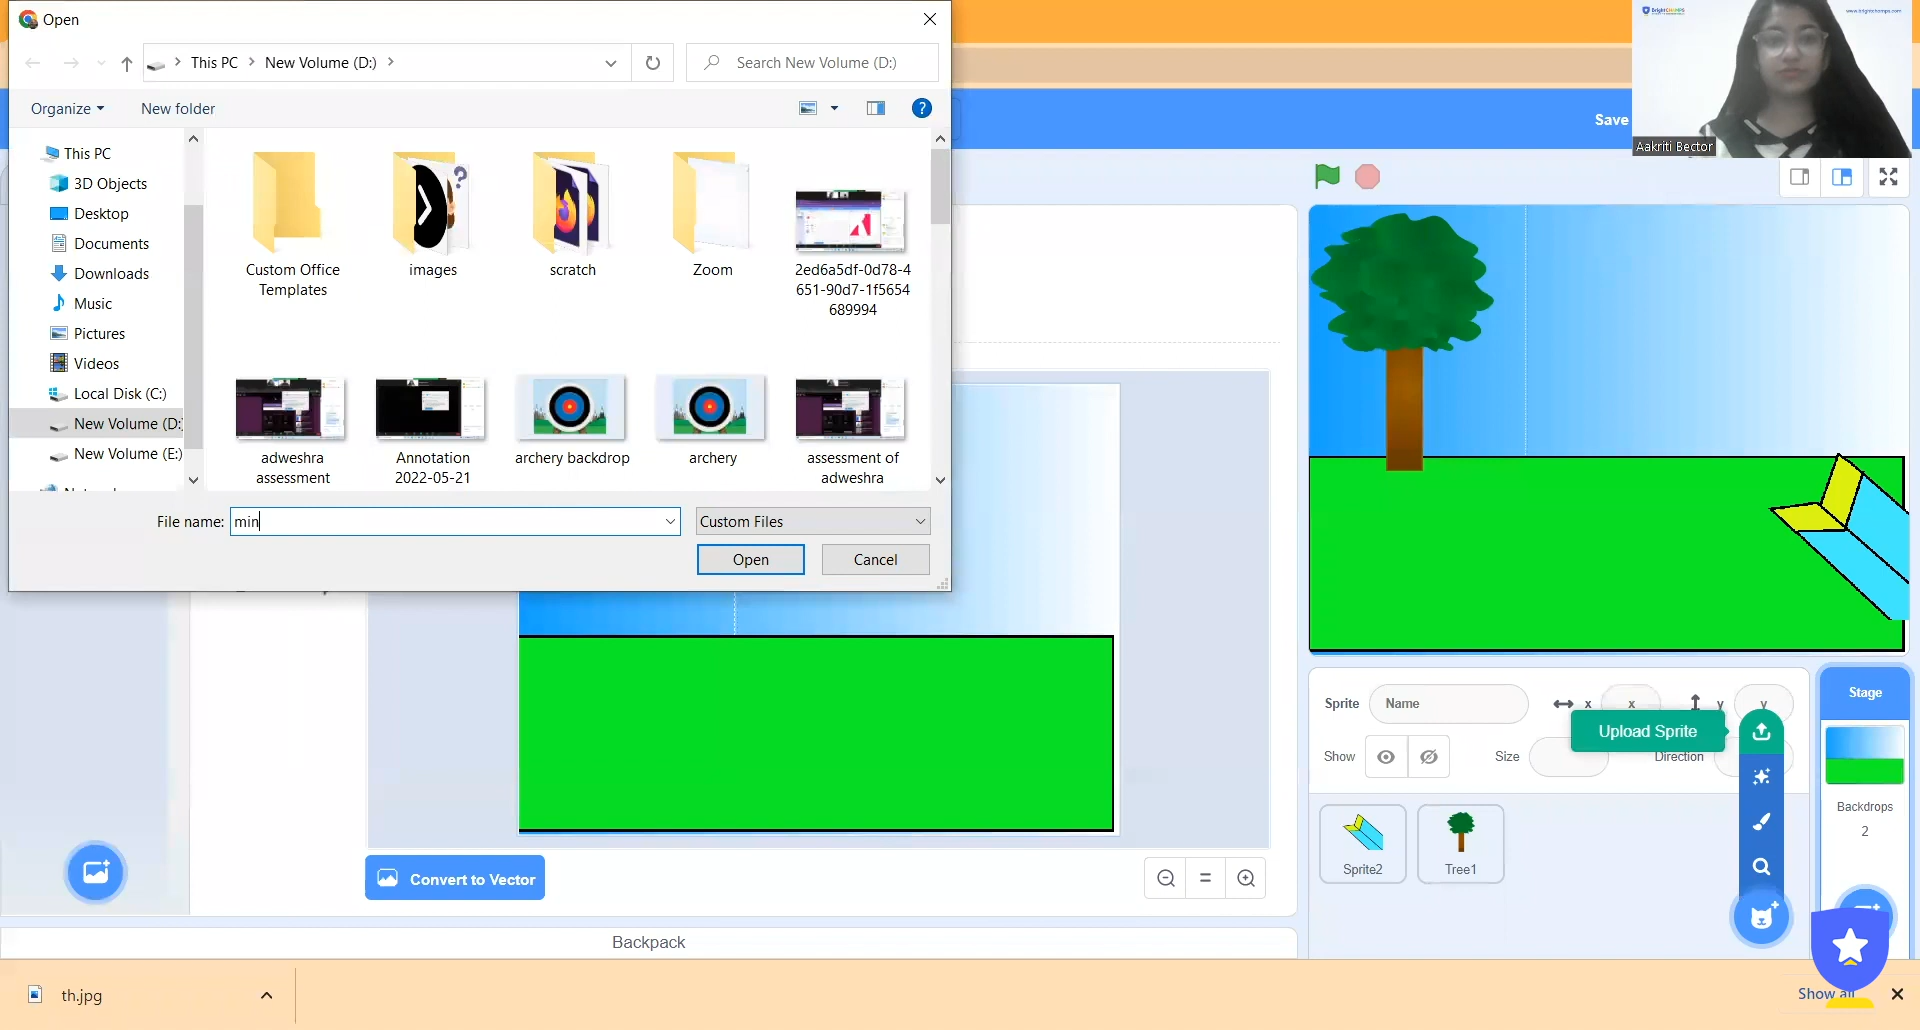 Open
This PC
New Volume (D:)
Search New Volume (D:)
Organize
New folder
This PC
3D Objects
Desktop
Documents
Downloads
Music
Pictures
Videos
Local Disk (C:)
New Volume (D:
New Volume (E:)
Custom Office
Templates
images
scratch
Zoom
2ed6a5df-0d78-4
651-90d7-1f5654
689994
adweshra
assessment
Annotation
2022-05-21
archery backdrop
archery
assessment of
adweshra
File name:
min
Custom Files
Open
Cancel
Save
BrightCHAMPS
www.brightchamps.com
Aakriti Bector
Sprite
Name
x
x
y
y
Upload Sprite
Show
Size
Direction
Stage
Backdrops
2
Sprite2
Tree1
Convert to Vector
Backpack
th.jpg
Show all